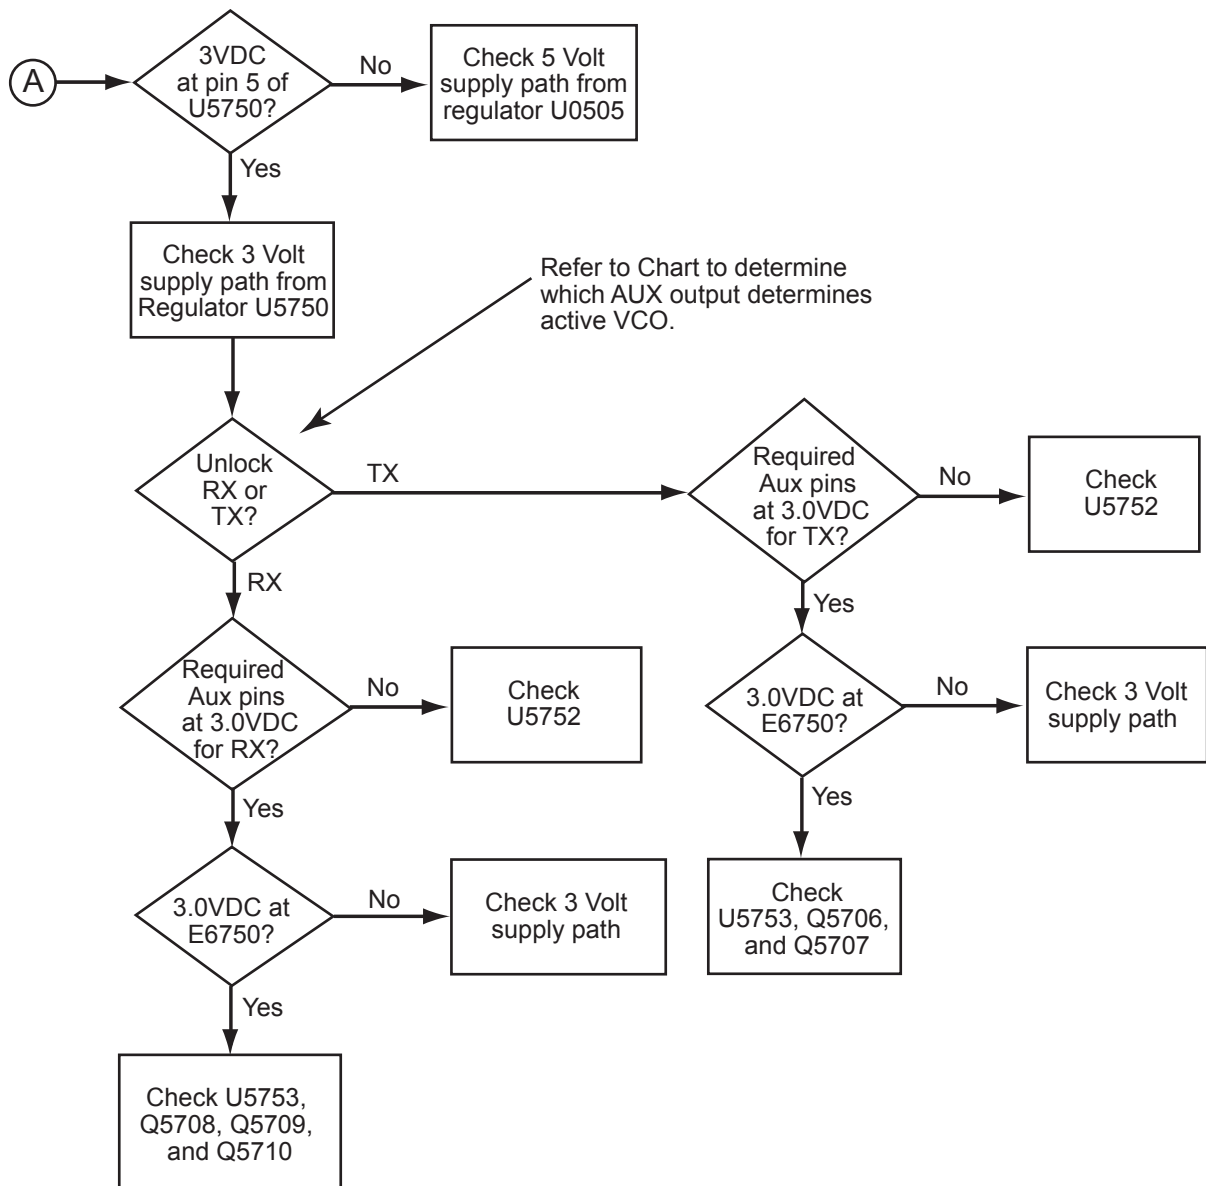 A
3VDC
at pin 5 of
U5750?
No
Check 5 Volt
supply path from
regulator U0505
Yes
Check 3 Volt
supply path from
Regulator U5750
Refer to Chart to determine
which AUX output determines
active VCO.
Unlock
RX or
TX?
TX
Required
Aux pins
at 3.0VDC
for TX?
No
Check
U5752
RX
Yes
Required
Aux pins
at 3.0VDC
for RX?
No
Check
U5752
3.0VDC at
E6750?
No
Check 3 Volt
supply path
Yes
Yes
3.0VDC at
E6750?
No
Check 3 Volt
supply path
Check
U5753, Q5706,
and Q5707
Yes
Check U5753,
Q5708, Q5709,
and Q5710